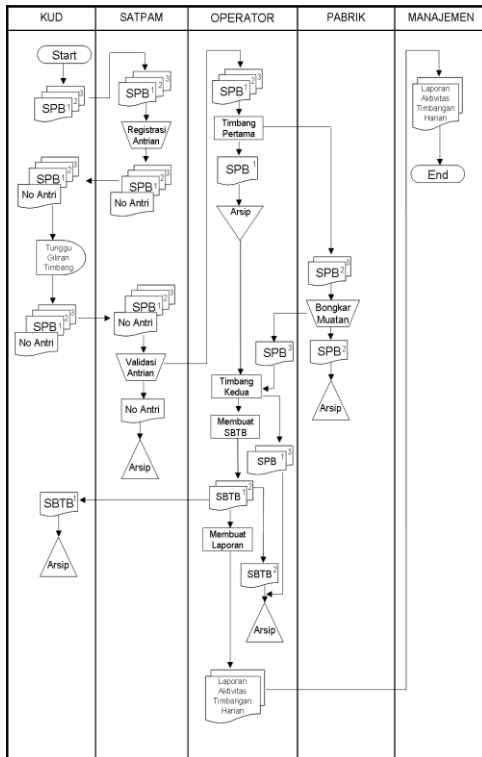 KUD
SATPAM
OPERATOR
PABRIK
MANAJEMEN
Start
SPB 1 2 3
SPB 1 2 3
Registrasi
Antrian
SPB 1 2 3
No Antri
SPB 1 2 3
No Antri
Tunggu
Giliran
Timbang
SPB 1 2 3
No Antri
SPB 1 2 3
No Antri
Validasi
Antrian
No Antri
Arsip
SPB 1 2 3
Timbang
Pertama
SPB 1
Arsip
SPB 2 3
Bongkar
Muatan
SPB 3
SPB 2
Arsip
Timbang
Kedua
Membuat
SBTB
SPB 1 3
SBTB 1 2
SBTB 1
Arsip
Membuat
Laporan
SBTB 2
Arsip
Laporan
Aktivitas
Timbangan
Harian
Laporan
Aktivitas
Timbangan
Harian
End